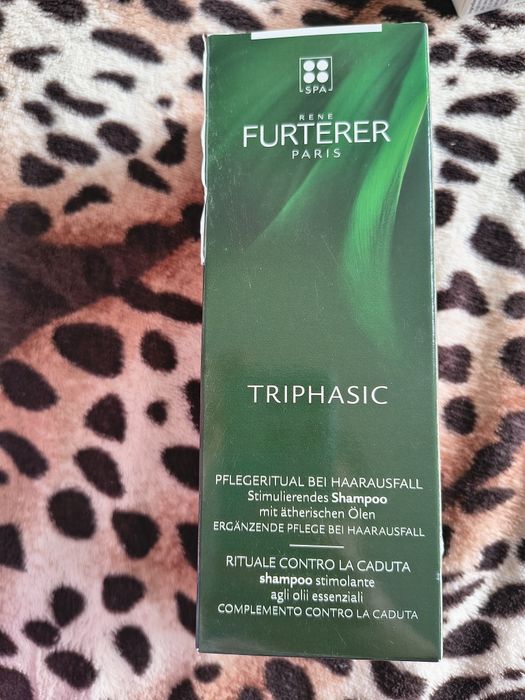 SPA
RENE
FURTERER
PARIS
TRIPHASIC
PFLEGERITUAL BEI HAARAUSFALL
Stimulierendes Shampoo
mit ätherischen Ölen
ERGÄNZENDE PFLEGE BEI HAARAUSFALL
RITUALE CONTRO LA CADUTA
shampoo stimolante
agli olii essenziali
COMPLEMENTO CONTRO LA CADUTA